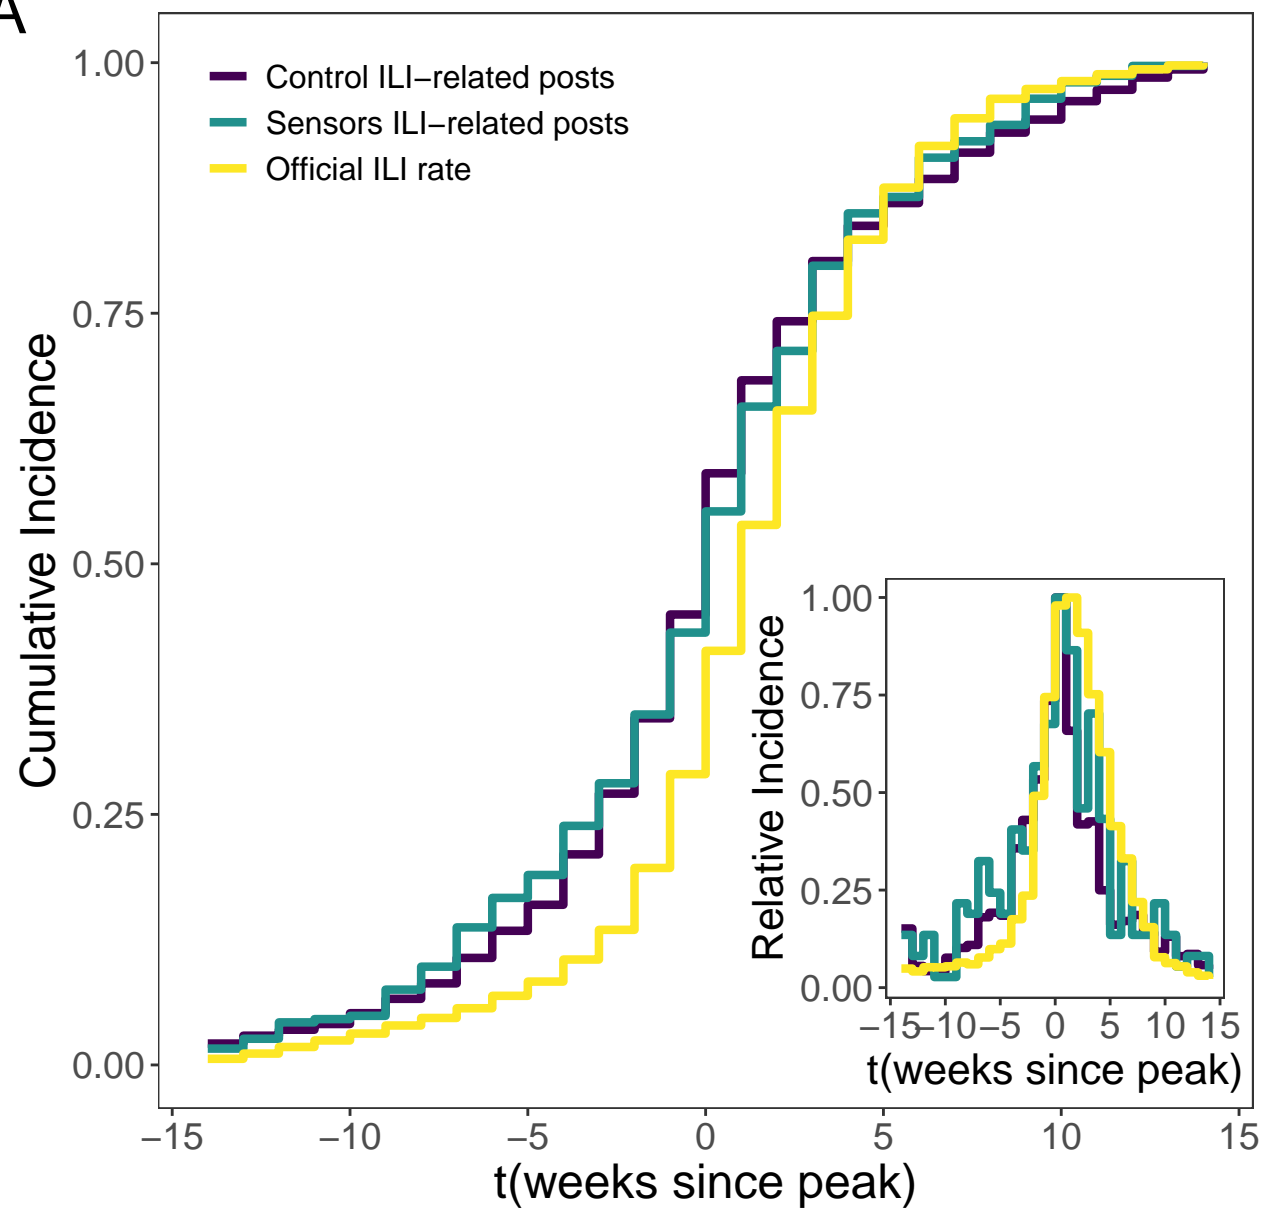 A
Control ILI−related posts
Sensors ILI−related posts
Official ILI rate
Cumulative Incidence
1.00
0.75
0.50
0.25
0.00
−15 −10 −5 0 5 10 15
t(weeks since peak)
Relative Incidence
1.00
0.75
0.50
0.25
0.00
−15 −10 −5 0 5 10 15
t(weeks since peak)